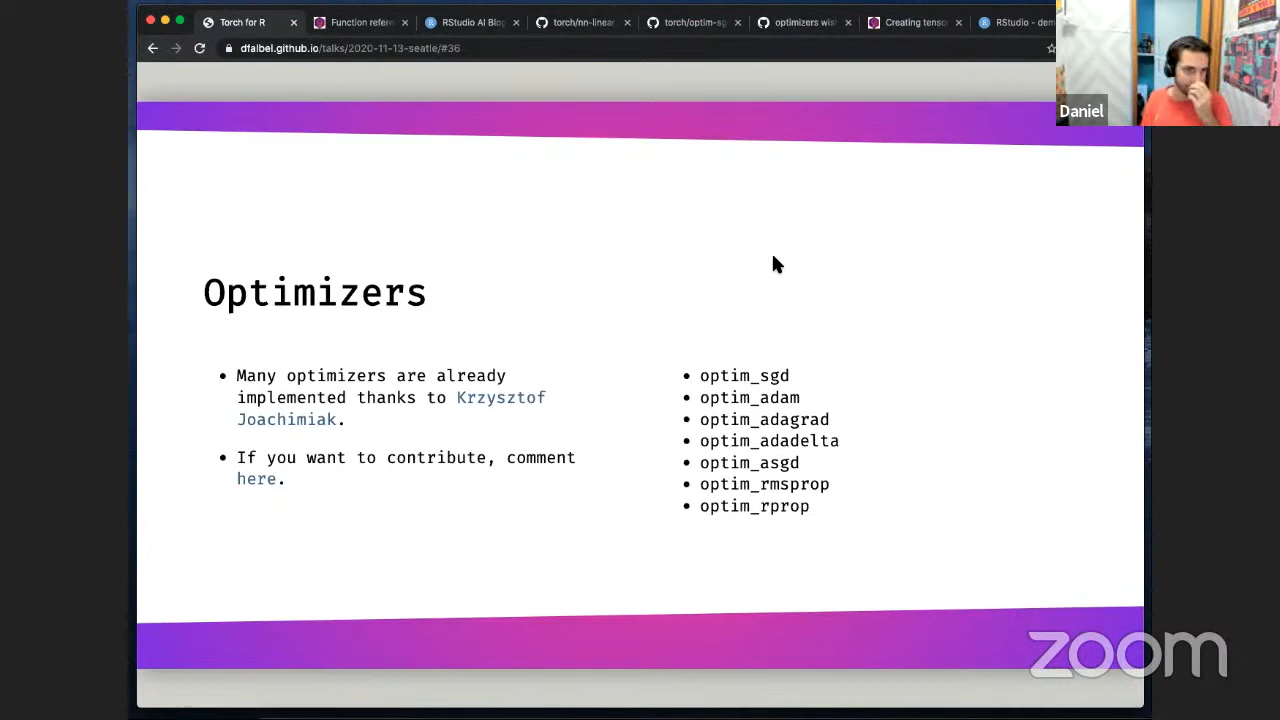 Torch for R
Function refere
RStudio AI Blog
torch/nn-linear
torch/optim-sg
optimizers wis
Creating tenso
RStudio - dem
dfalbel.github.io/talks/2020-11-13-seatle/#36
Daniel
Optimizers
Many optimizers are already
implemented thanks to Krzysztof
Joachimiak.
If you want to contribute, comment
here.
optim_sgd
optim_adam
optim_adagrad
optim_adadelta
optim_asgd
optim_rmsprop
optim_rprop
zoom